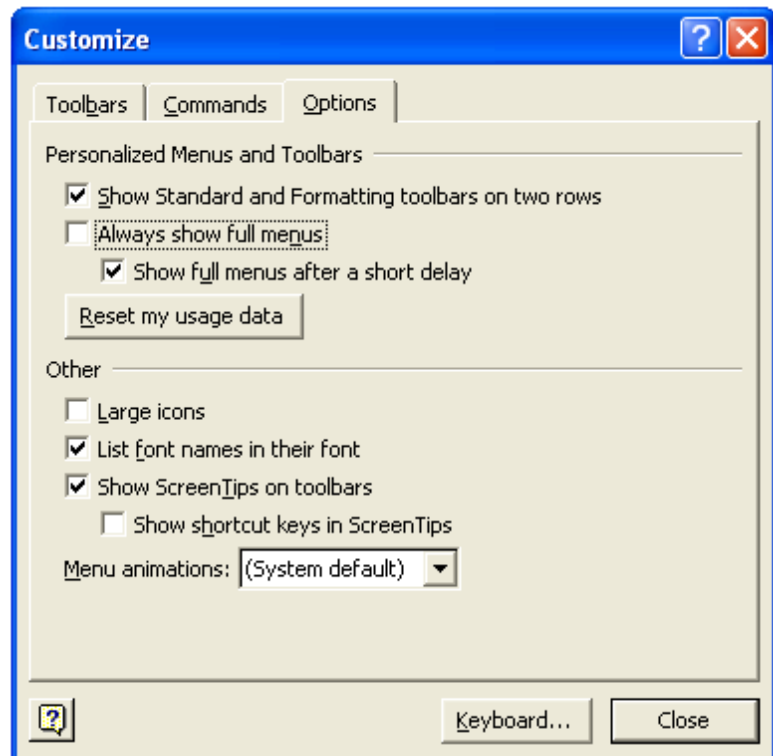 Customize
Toolbars Commands Options
Personalized Menus and Toolbars
Show Standard and Formatting toolbars on two rows
Always show full menus
Show full menus after a short delay
Reset my usage data
Other
Large icons
List font names in their font
Show ScreenTips on toolbars
Show shortcut keys in ScreenTips
Menu animations: (System default)
Keyboard... Close